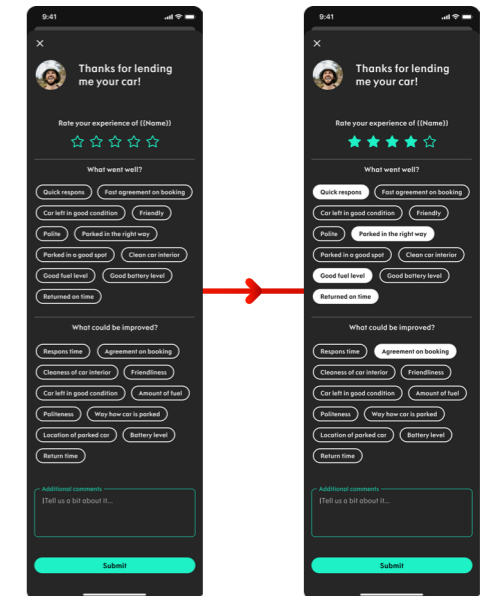 9:41
Thanks for lending
me your car!
Rate your experience of {{Name}}
What went well?
Quick respons Fast agreement on booking
Car left in good condition Friendly
Polite Parked in the right way
Parked in a good spot Clean car interior
Good fuel level Good battery level
Returned on time
What could be improved?
Respons time Agreement on booking
Cleaness of car interior Friendliness
Car left in good condition Amount of fuel
Politeness Way how car is parked
Location of parked car Battery level
Return time
Additional comments
Tell us a bit about it...
Submit
9:41
Thanks for lending
me your car!
Rate your experience of {{Name}}
What went well?
Quick respons Fast agreement on booking
Car left in good condition Friendly
Polite Parked in the right way
Parked in a good spot Clean car interior
Good fuel level Good battery level
Returned on time
What could be improved?
Respons time Agreement on booking
Cleaness of car interior Friendliness
Car left in good condition Amount of fuel
Politeness Way how car is parked
Location of parked car Battery level
Return time
Additional comments
Tell us a bit about it...
Submit